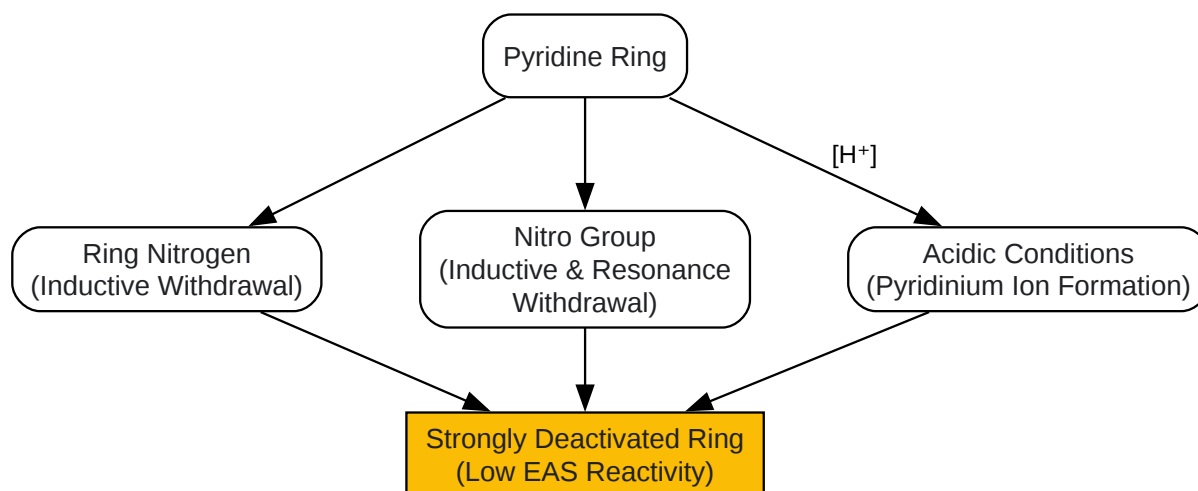 Pyridine Ring
[H⁺]
Ring Nitrogen
(Inductive Withdrawal)
Nitro Group
(Inductive & Resonance
Withdrawal)
Acidic Conditions
(Pyridinium Ion Formation)
Strongly Deactivated Ring
(Low EAS Reactivity)